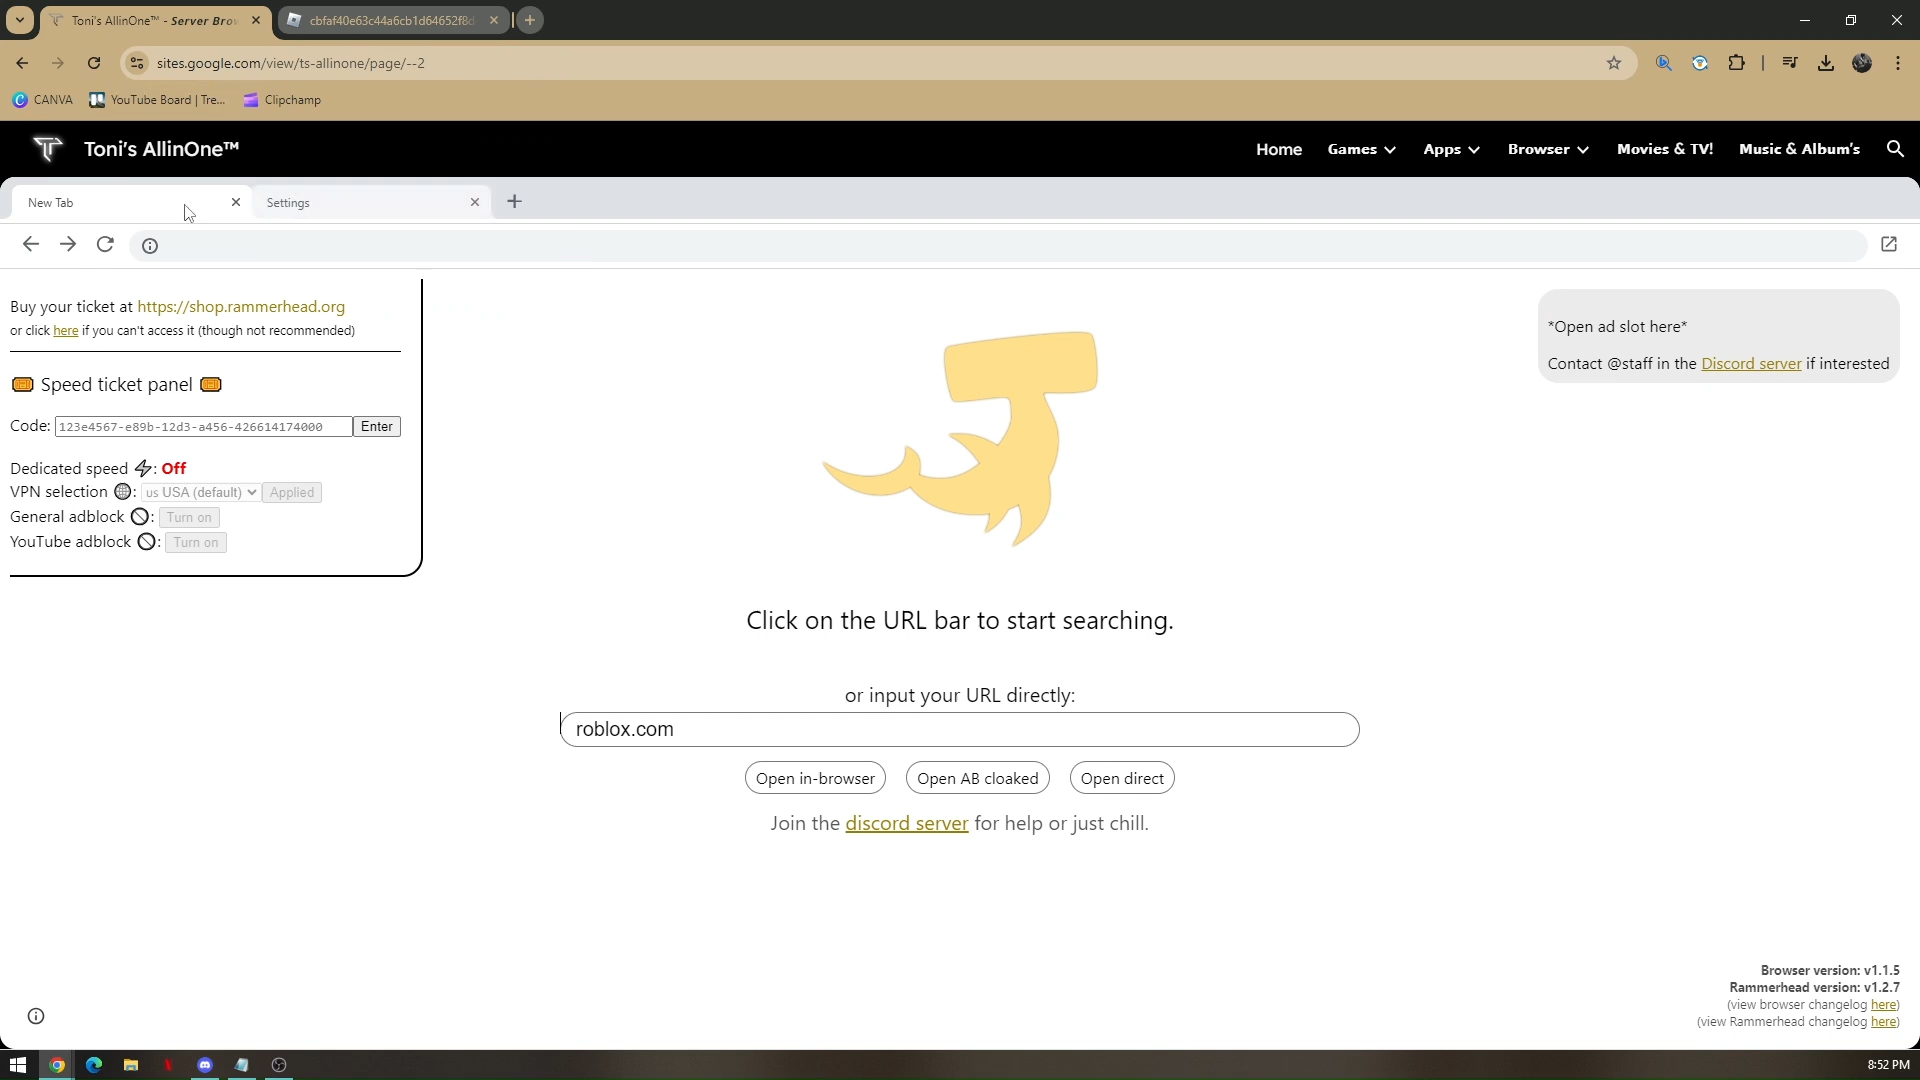 Toni's AllinOne™ - Server Brow
cbfaf40e63c44a6cb1d64652f8d
sites.google.com/view/ts-allinone/page/--2
CANVA
YouTube Board | Tre...
Clipchamp
Toni's AllinOne™
Home
Games
Apps
Browser
Movies & TV!
Music & Album's
New Tab
Settings
Buy your ticket at https://shop.rammerhead.org
or click here if you can't access it (though not recommended)
Speed ticket panel
Code: 123e4567-e89b-12d3-a456-426614174000 Enter
Dedicated speed ⚡: Off
VPN selection 🌐: us USA (default) Applied
General adblock 🚫: Turn on
YouTube adblock 🚫: Turn on
*Open ad slot here*
Contact @staff in the Discord server if interested
Click on the URL bar to start searching.
or input your URL directly:
roblox.com
Open in-browser
Open AB cloaked
Open direct
Join the discord server for help or just chill.
Browser version: v1.1.5
Rammerhead version: v1.2.7
(view browser changelog here)
(view Rammerhead changelog here)
8:52 PM